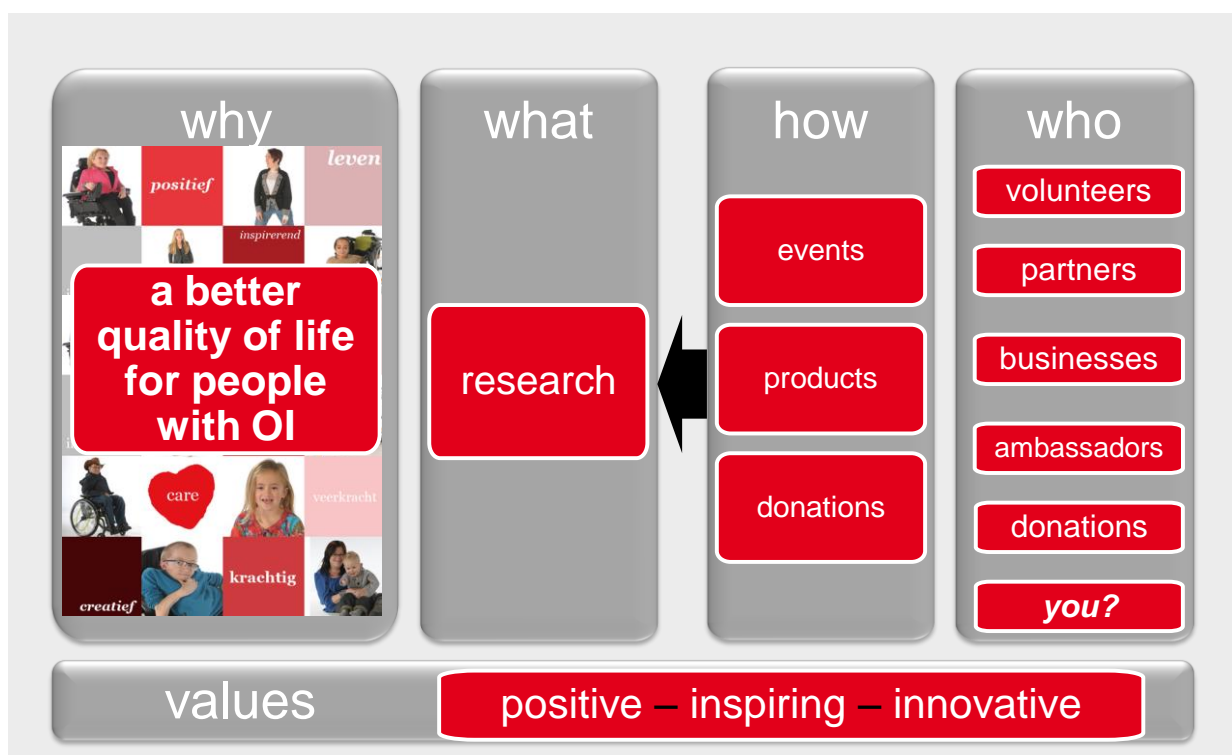 why
leven
positief
inspirerend
a better
quality of life
for people
with OI
care
veerkracht
krachtig
creatief
what
research
how
events
products
donations
who
volunteers
partners
businesses
ambassadors
donations
you?
values
positive – inspiring – innovative